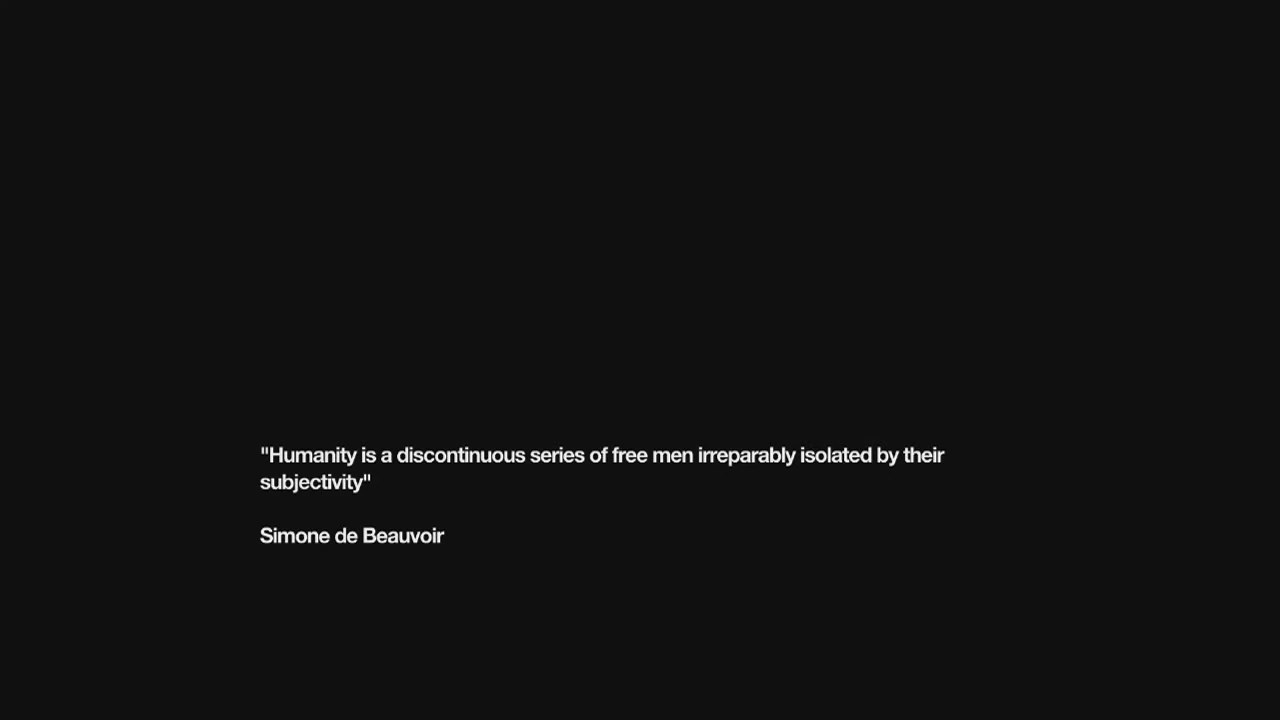 "Humanity is a discontinuous series of free men irreparably isolated by their
subjectivity"
Simone de Beauvoir